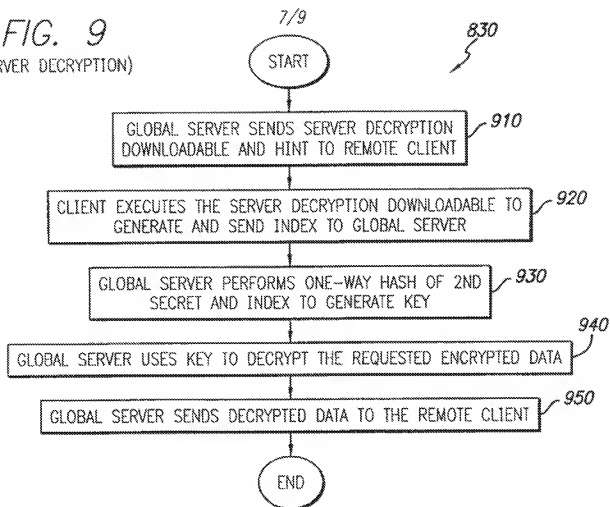 7/9
FIG. 9
RVER DECRYPTION)
830
START
GLOBAL SERVER SENDS SERVER DECRYPTION
DOWNLOADABLE AND HINT TO REMOTE CLIENT
910
CLIENT EXECUTES THE SERVER DECRYPTION DOWNLOADABLE TO
GENERATE AND SEND INDEX TO GLOBAL SERVER
920
GLOBAL SERVER PERFORMS ONE-WAY HASH OF 2ND
SECRET AND INDEX TO GENERATE KEY
930
GLOBAL SERVER USES KEY TO DECRYPT THE REQUESTED ENCRYPTED DATA
940
GLOBAL SERVER SENDS DECRYPTED DATA TO THE REMOTE CLIENT
950
END